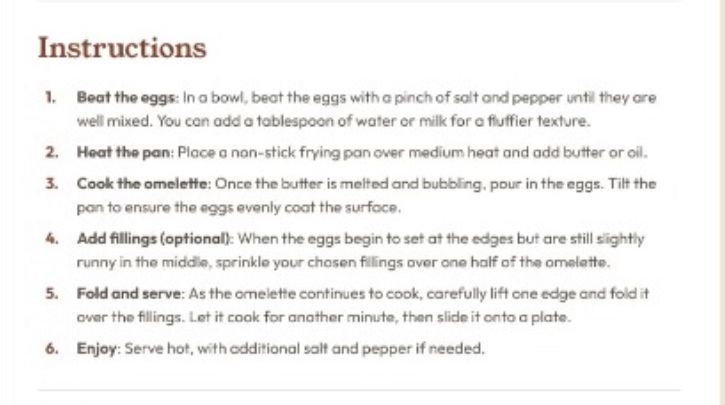 Instructions
1. Beat the eggs: In a bowl, beat the eggs with a pinch of salt and pepper until they are
well mixed. You can add a tablespoon of water or milk for a fluffier texture.
2. Heat the pan: Place a non-stick frying pan over medium heat and add butter or oil.
3. Cook the omelette: Once the butter is melted and bubbling, pour in the eggs. Tilt the
pan to ensure the eggs evenly coat the surface.
4. Add fillings (optional): When the eggs begin to set at the edges but are still slightly
runny in the middle, sprinkle your chosen fillings over one half of the omelette.
5. Fold and serve: As the omelette continues to cook, carefully lift one edge and fold it
over the fillings. Let it cook for another minute, then slide it onto a plate.
6. Enjoy: Serve hot, with additional salt and pepper if needed.